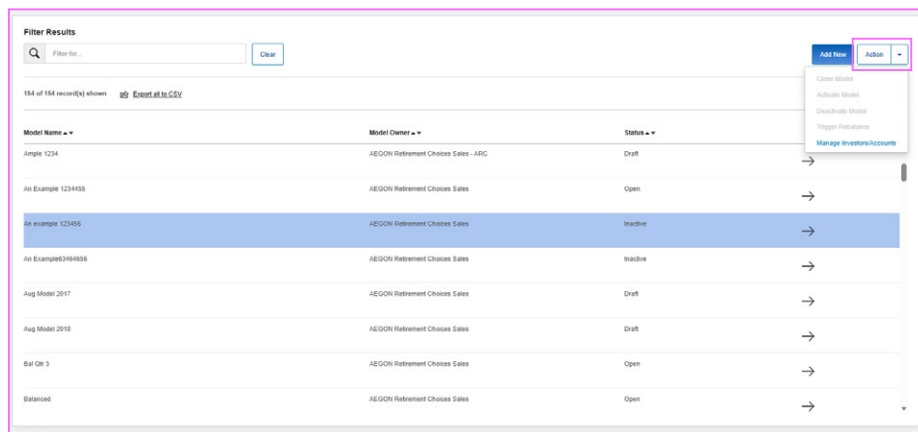 Filter Results
Filter for...
Clear
Add New
Action
Clone Model
Activate Model
Deactivate Model
Trigger Rebalance
Manage Investors/Accounts
154 of 154 record(s) shown Export all to CSV
Model Name Model Owner Status
Ample 1234 AEGON Retirement Choices Sales - ARC Draft
An Example 1234455 AEGON Retirement Choices Sales Open
An example 123456 AEGON Retirement Choices Sales Inactive
An Example63464656 AEGON Retirement Choices Sales Inactive
Aug Model 2017 AEGON Retirement Choices Sales Draft
Aug Model 2018 AEGON Retirement Choices Sales Draft
Bal Qtr 3 AEGON Retirement Choices Sales Open
Balanced AEGON Retirement Choices Sales Open